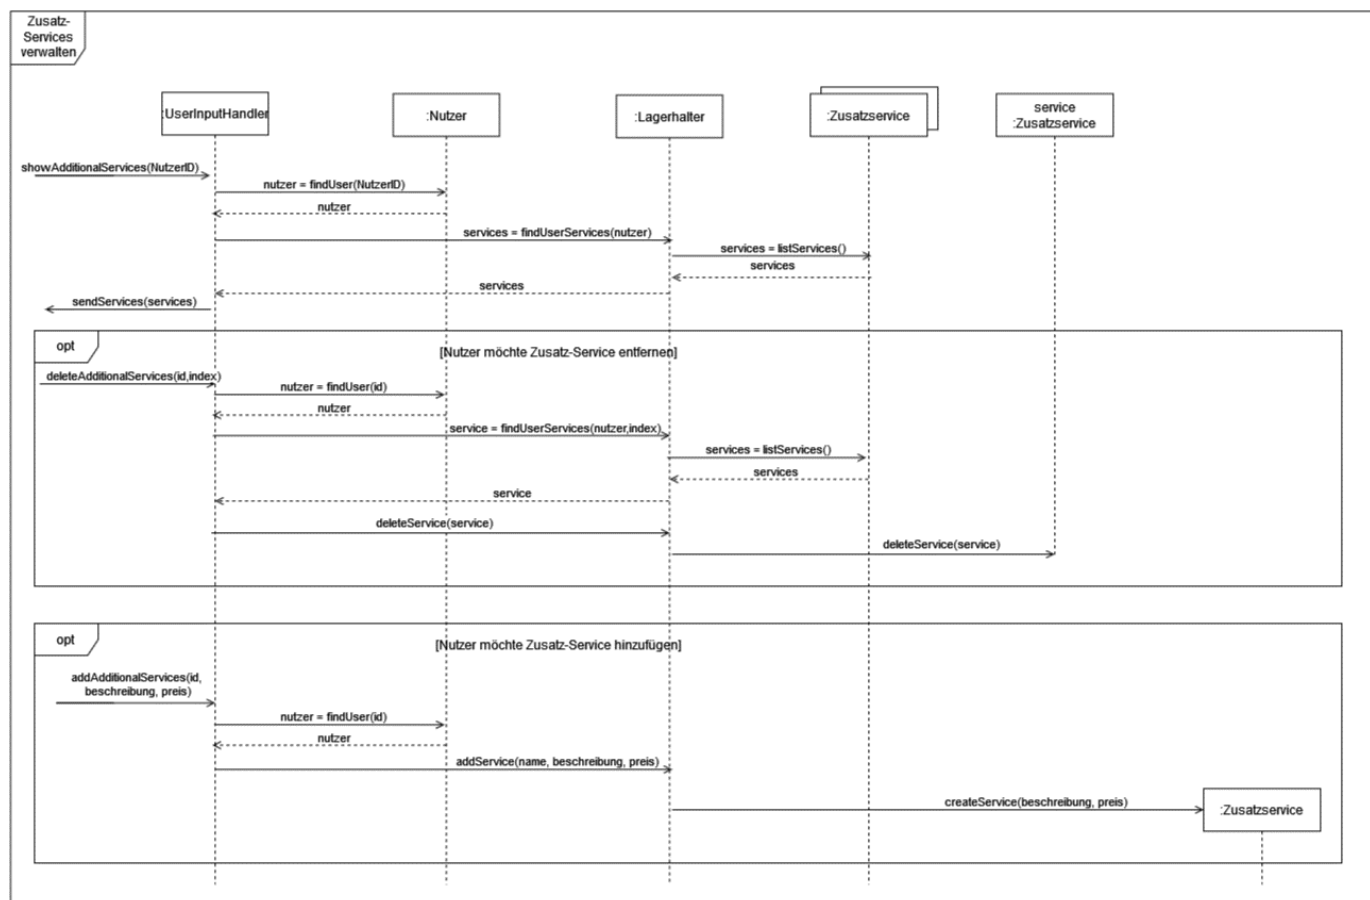 Zusatz-
Services
verwalten
:UserInputHandler
:Nutzer
:Lagerhalter
:Zusatzservice
service
:Zusatzservice
showAdditionalServices(NutzerID)
nutzer = findUser(NutzerID)
nutzer
services = findUserServices(nutzer)
services = listServices()
services
services
sendServices(services)
opt
[Nutzer möchte Zusatz-Service entfernen]
deleteAdditionalServices(id,index)
nutzer = findUser(id)
nutzer
service = findUserServices(nutzer,index)
services = listServices()
services
service
deleteService(service)
deleteService(service)
opt
[Nutzer möchte Zusatz-Service hinzufügen]
addAdditionalServices(id,
beschreibung, preis)
nutzer = findUser(id)
nutzer
addService(name, beschreibung, preis)
createService(beschreibung, preis)
:Zusatzservice